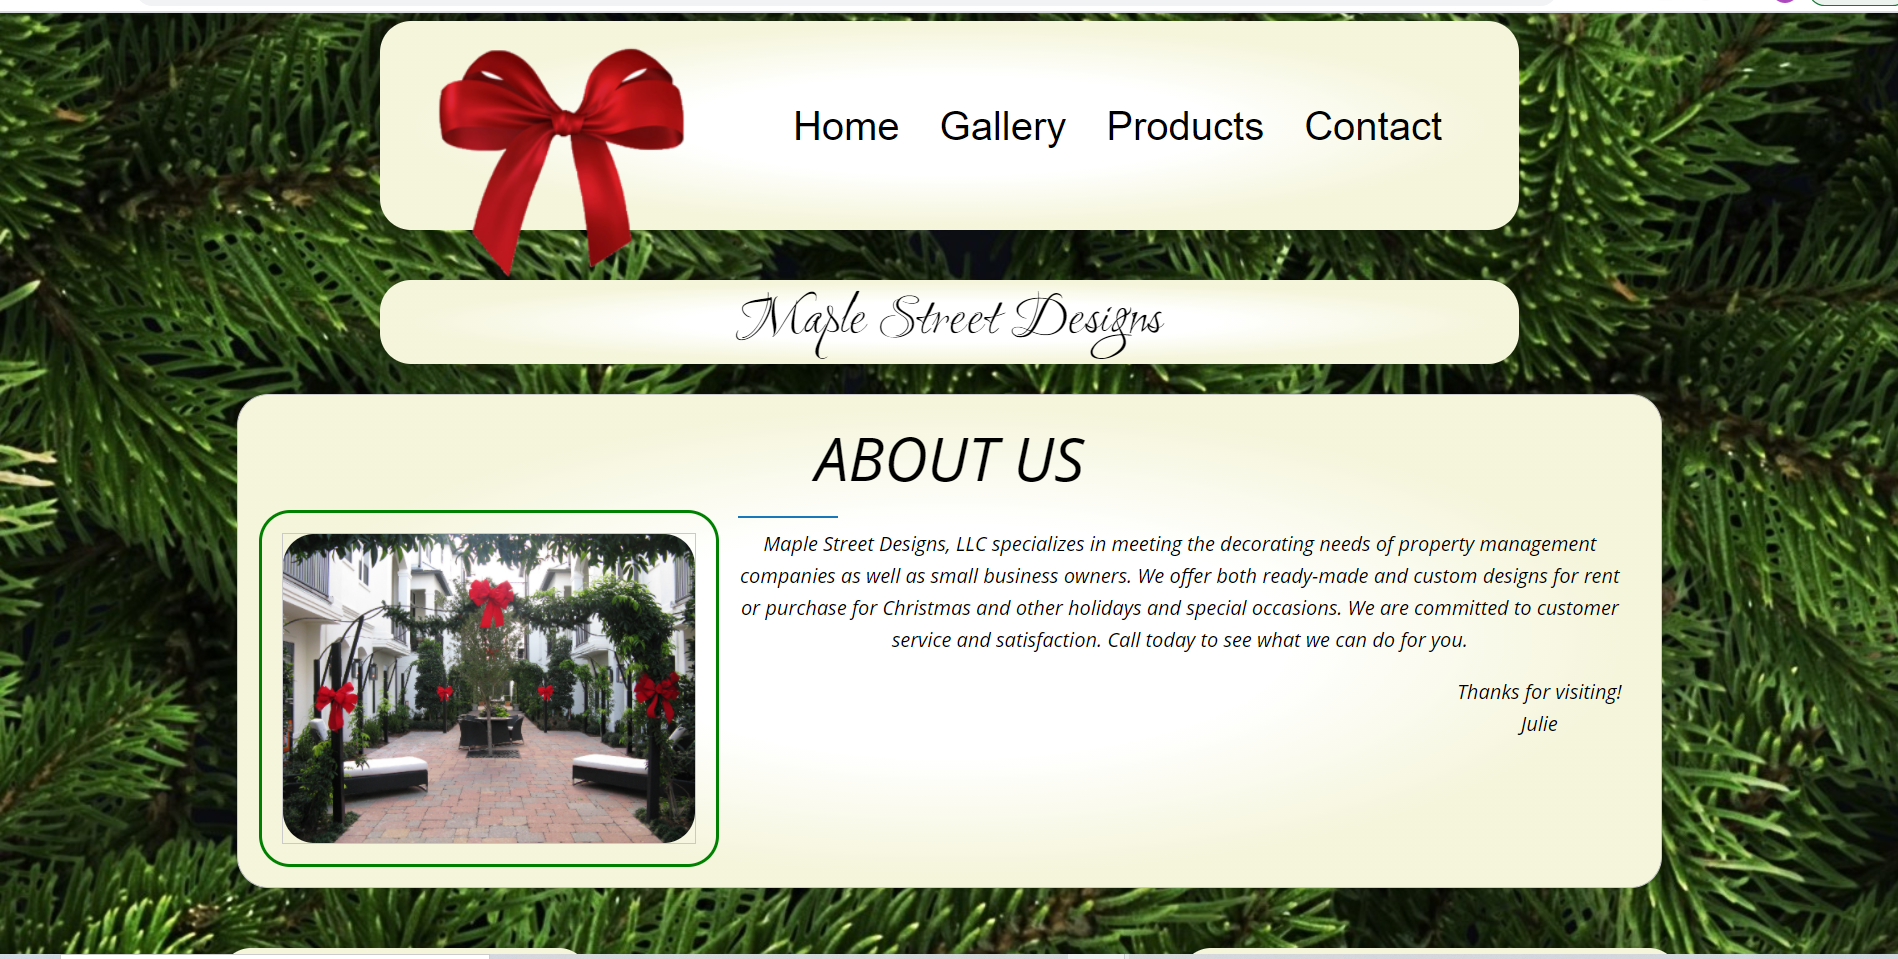 Home Gallery Products Contact
Maple Street Designs
ABOUT US
Maple Street Designs, LLC specializes in meeting the decorating needs of property management
companies as well as small business owners. We offer both ready-made and custom designs for rent
or purchase for Christmas and other holidays and special occasions. We are committed to customer
service and satisfaction. Call today to see what we can do for you.
Thanks for visiting!
Julie